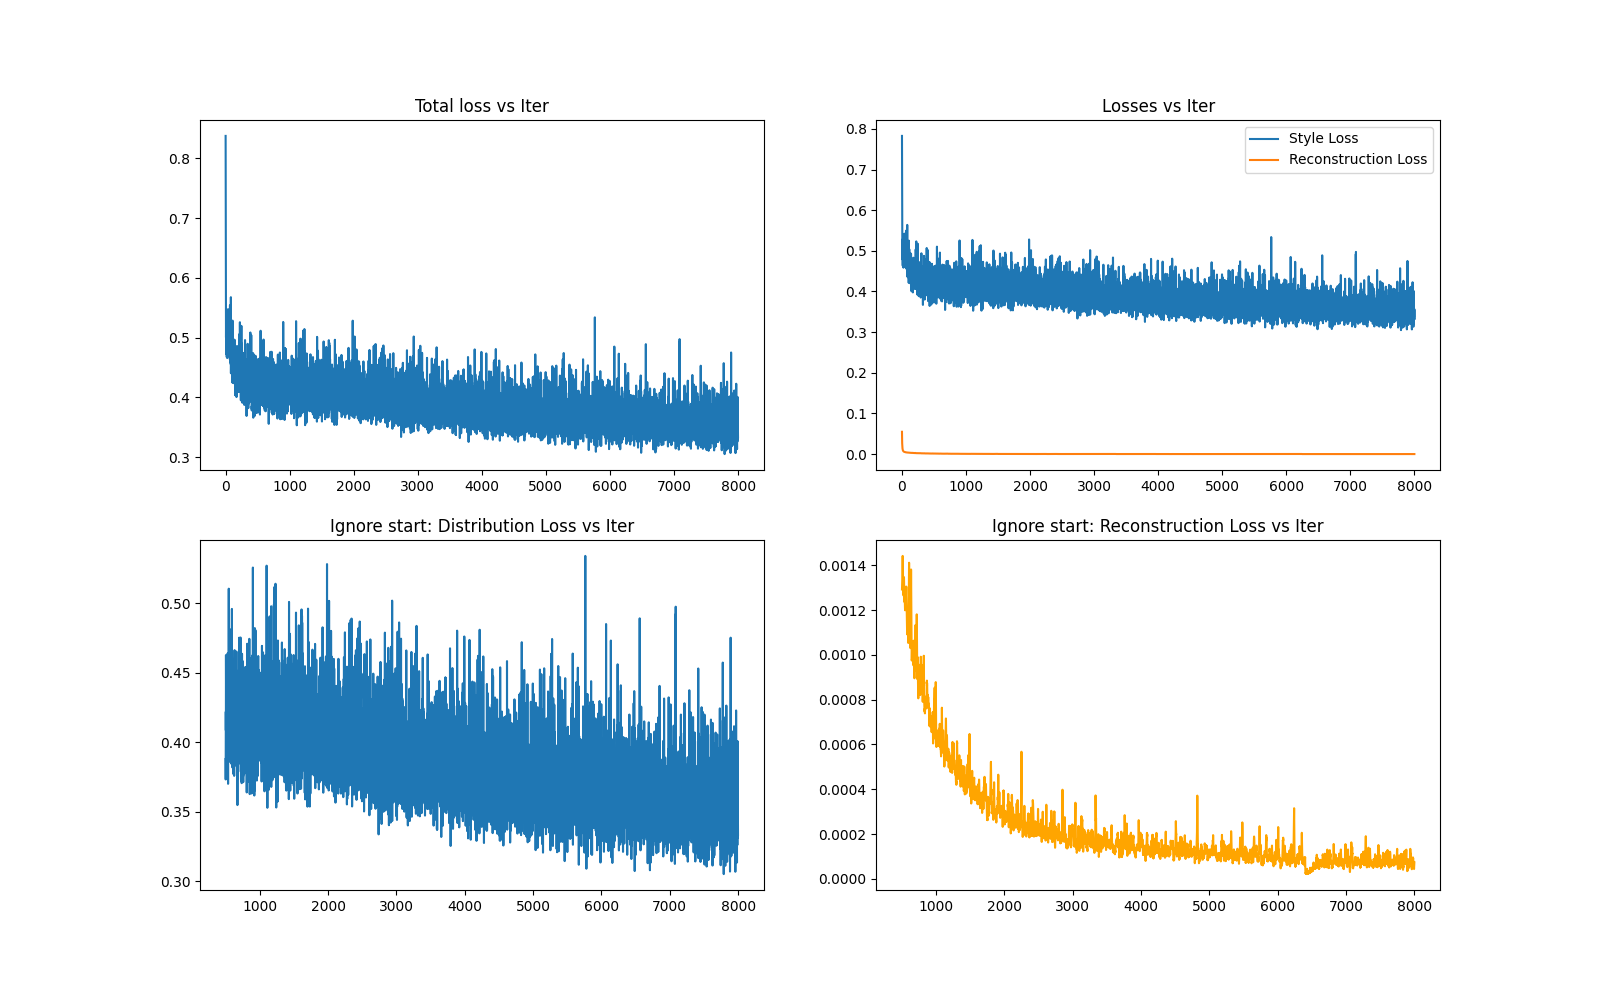 Total loss vs Iter
0.8
0.7
0.6
0.5
0.4
0.3
0 1000 2000 3000 4000 5000 6000 7000 8000
Losses vs Iter
Style Loss
Reconstruction Loss
0.8
0.7
0.6
0.5
0.4
0.3
0.2
0.1
0.0
0 1000 2000 3000 4000 5000 6000 7000 8000
Ignore start: Distribution Loss vs Iter
0.50
0.45
0.40
0.35
0.30
1000 2000 3000 4000 5000 6000 7000 8000
Ignore start: Reconstruction Loss vs Iter
0.0014
0.0012
0.0010
0.0008
0.0006
0.0004
0.0002
0.0000
1000 2000 3000 4000 5000 6000 7000 8000